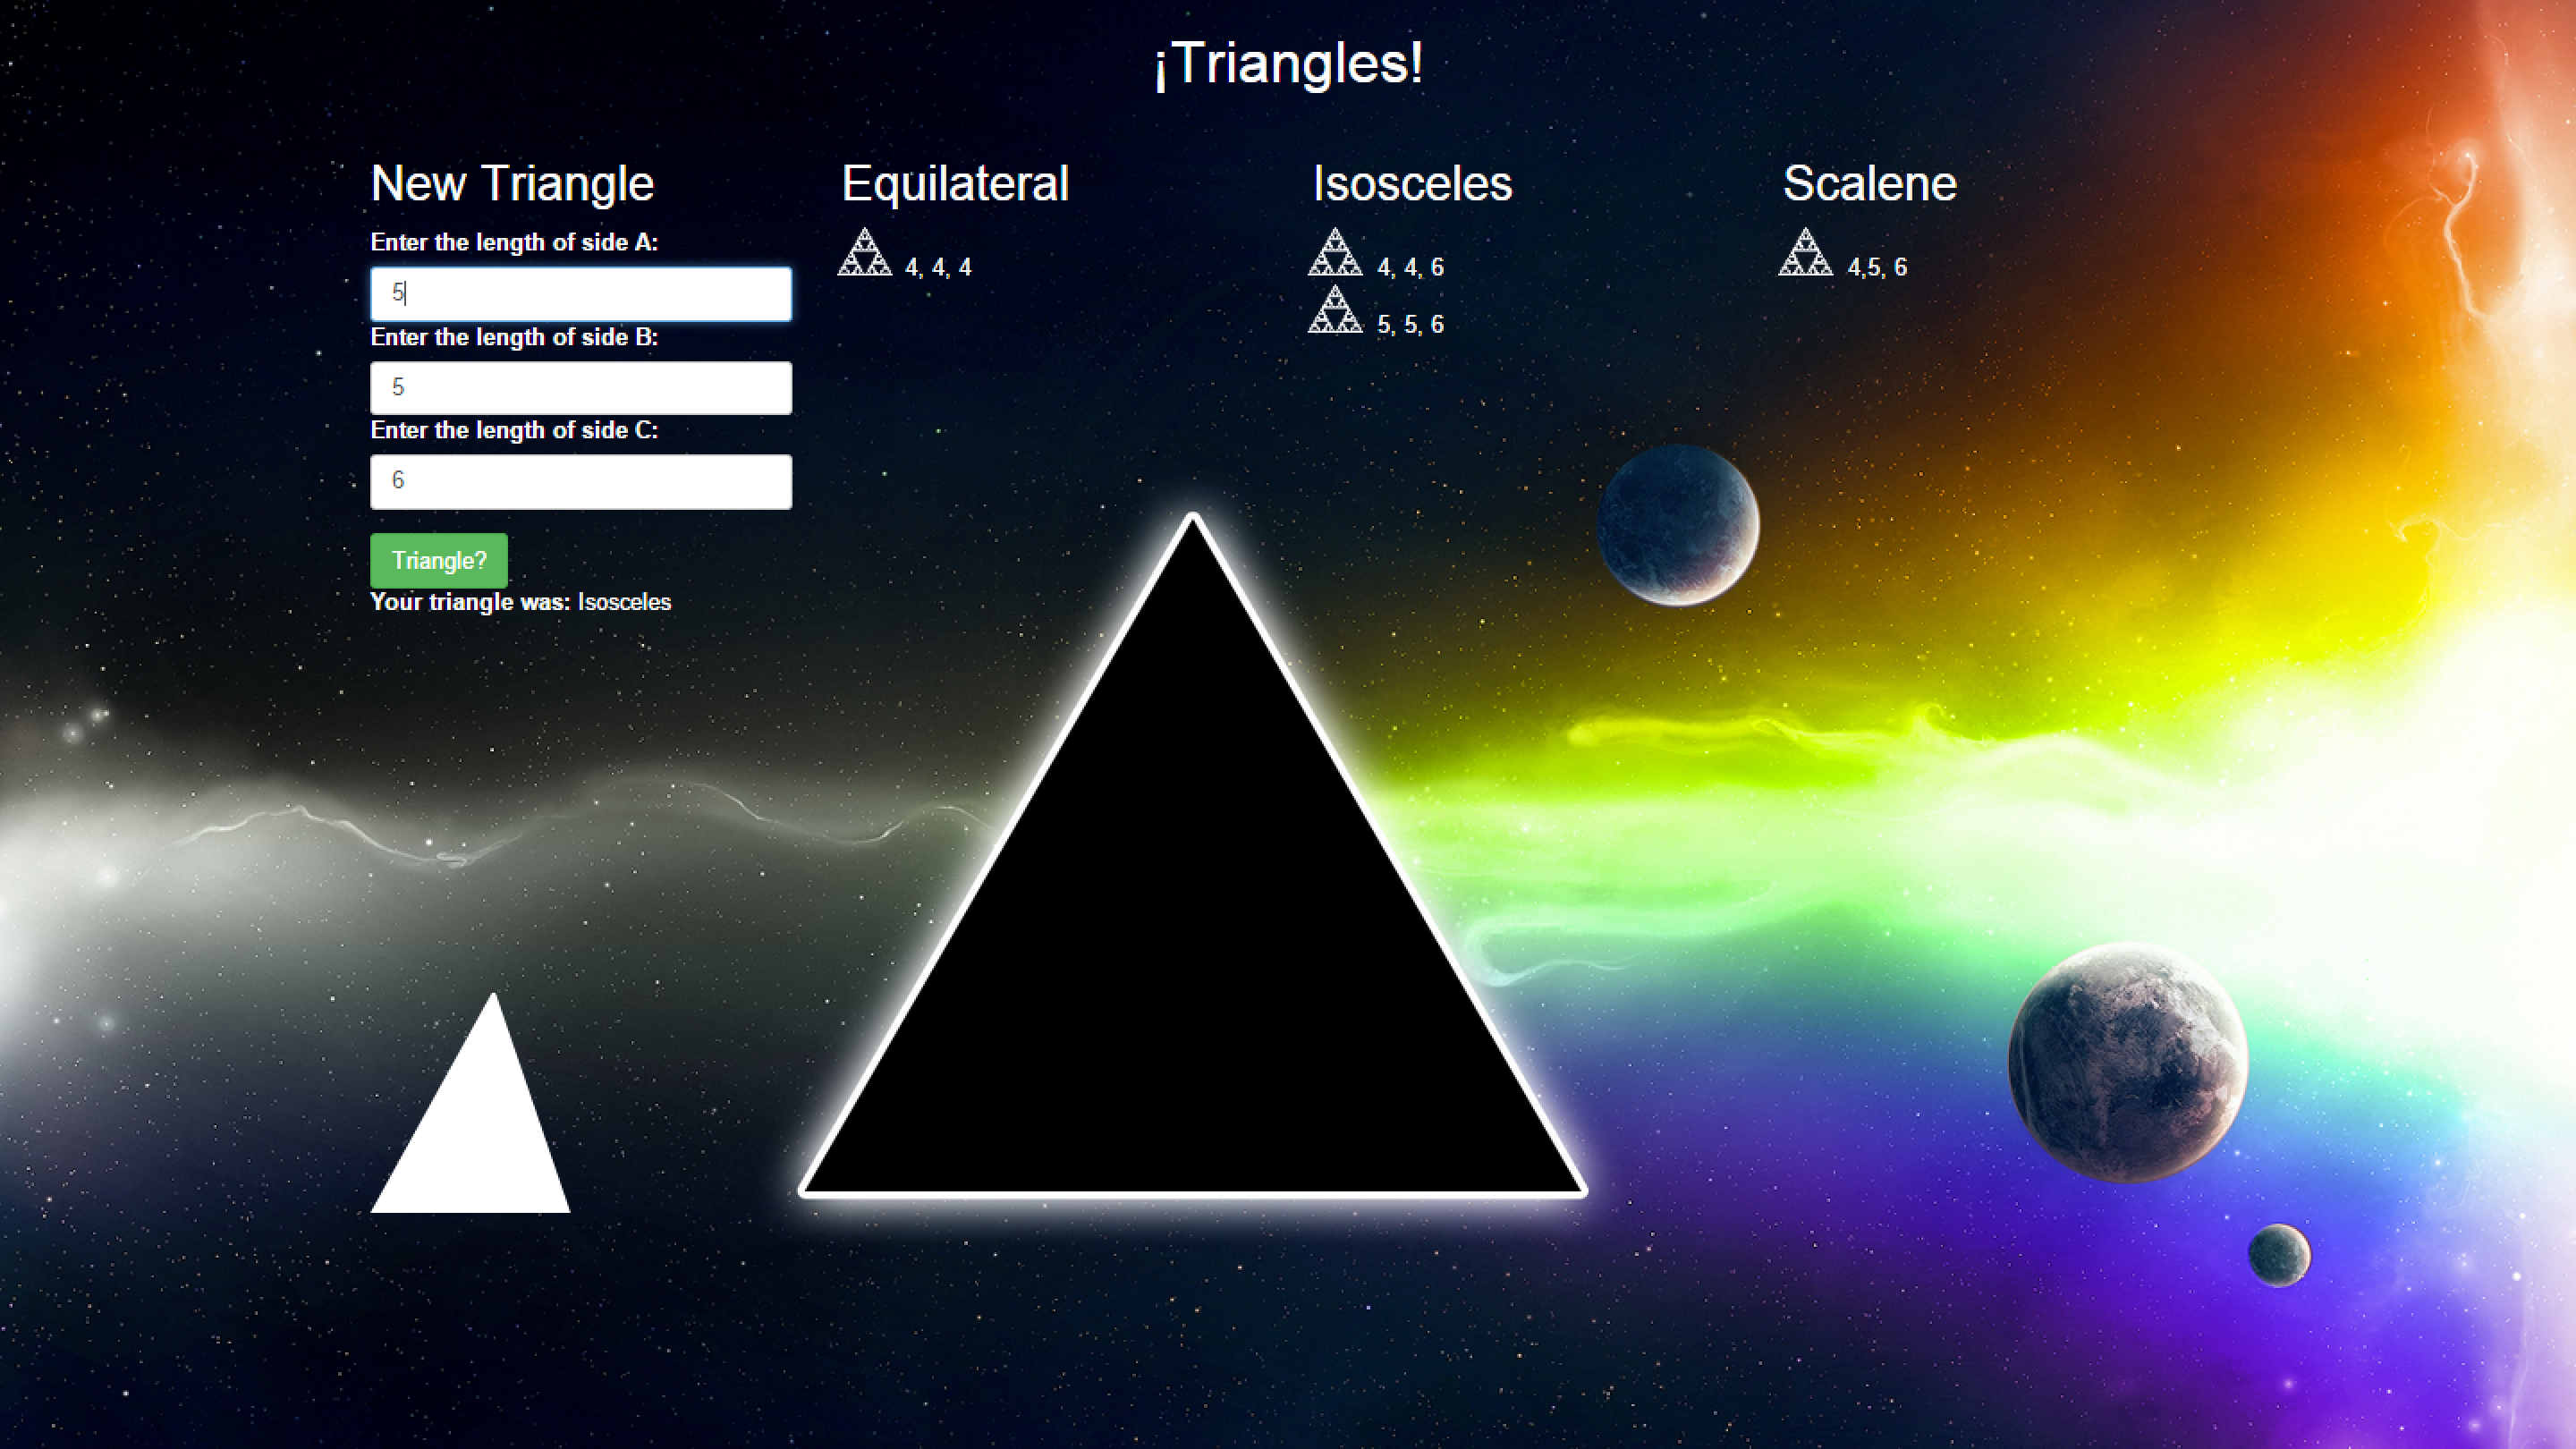 ¡Triangles!
New Triangle
Enter the length of side A:
5
Enter the length of side B:
5
Enter the length of side C:
6
Triangle?
Your triangle was: Isosceles
Equilateral
4, 4, 4
Isosceles
4, 4, 6
5, 5, 6
Scalene
4,5, 6